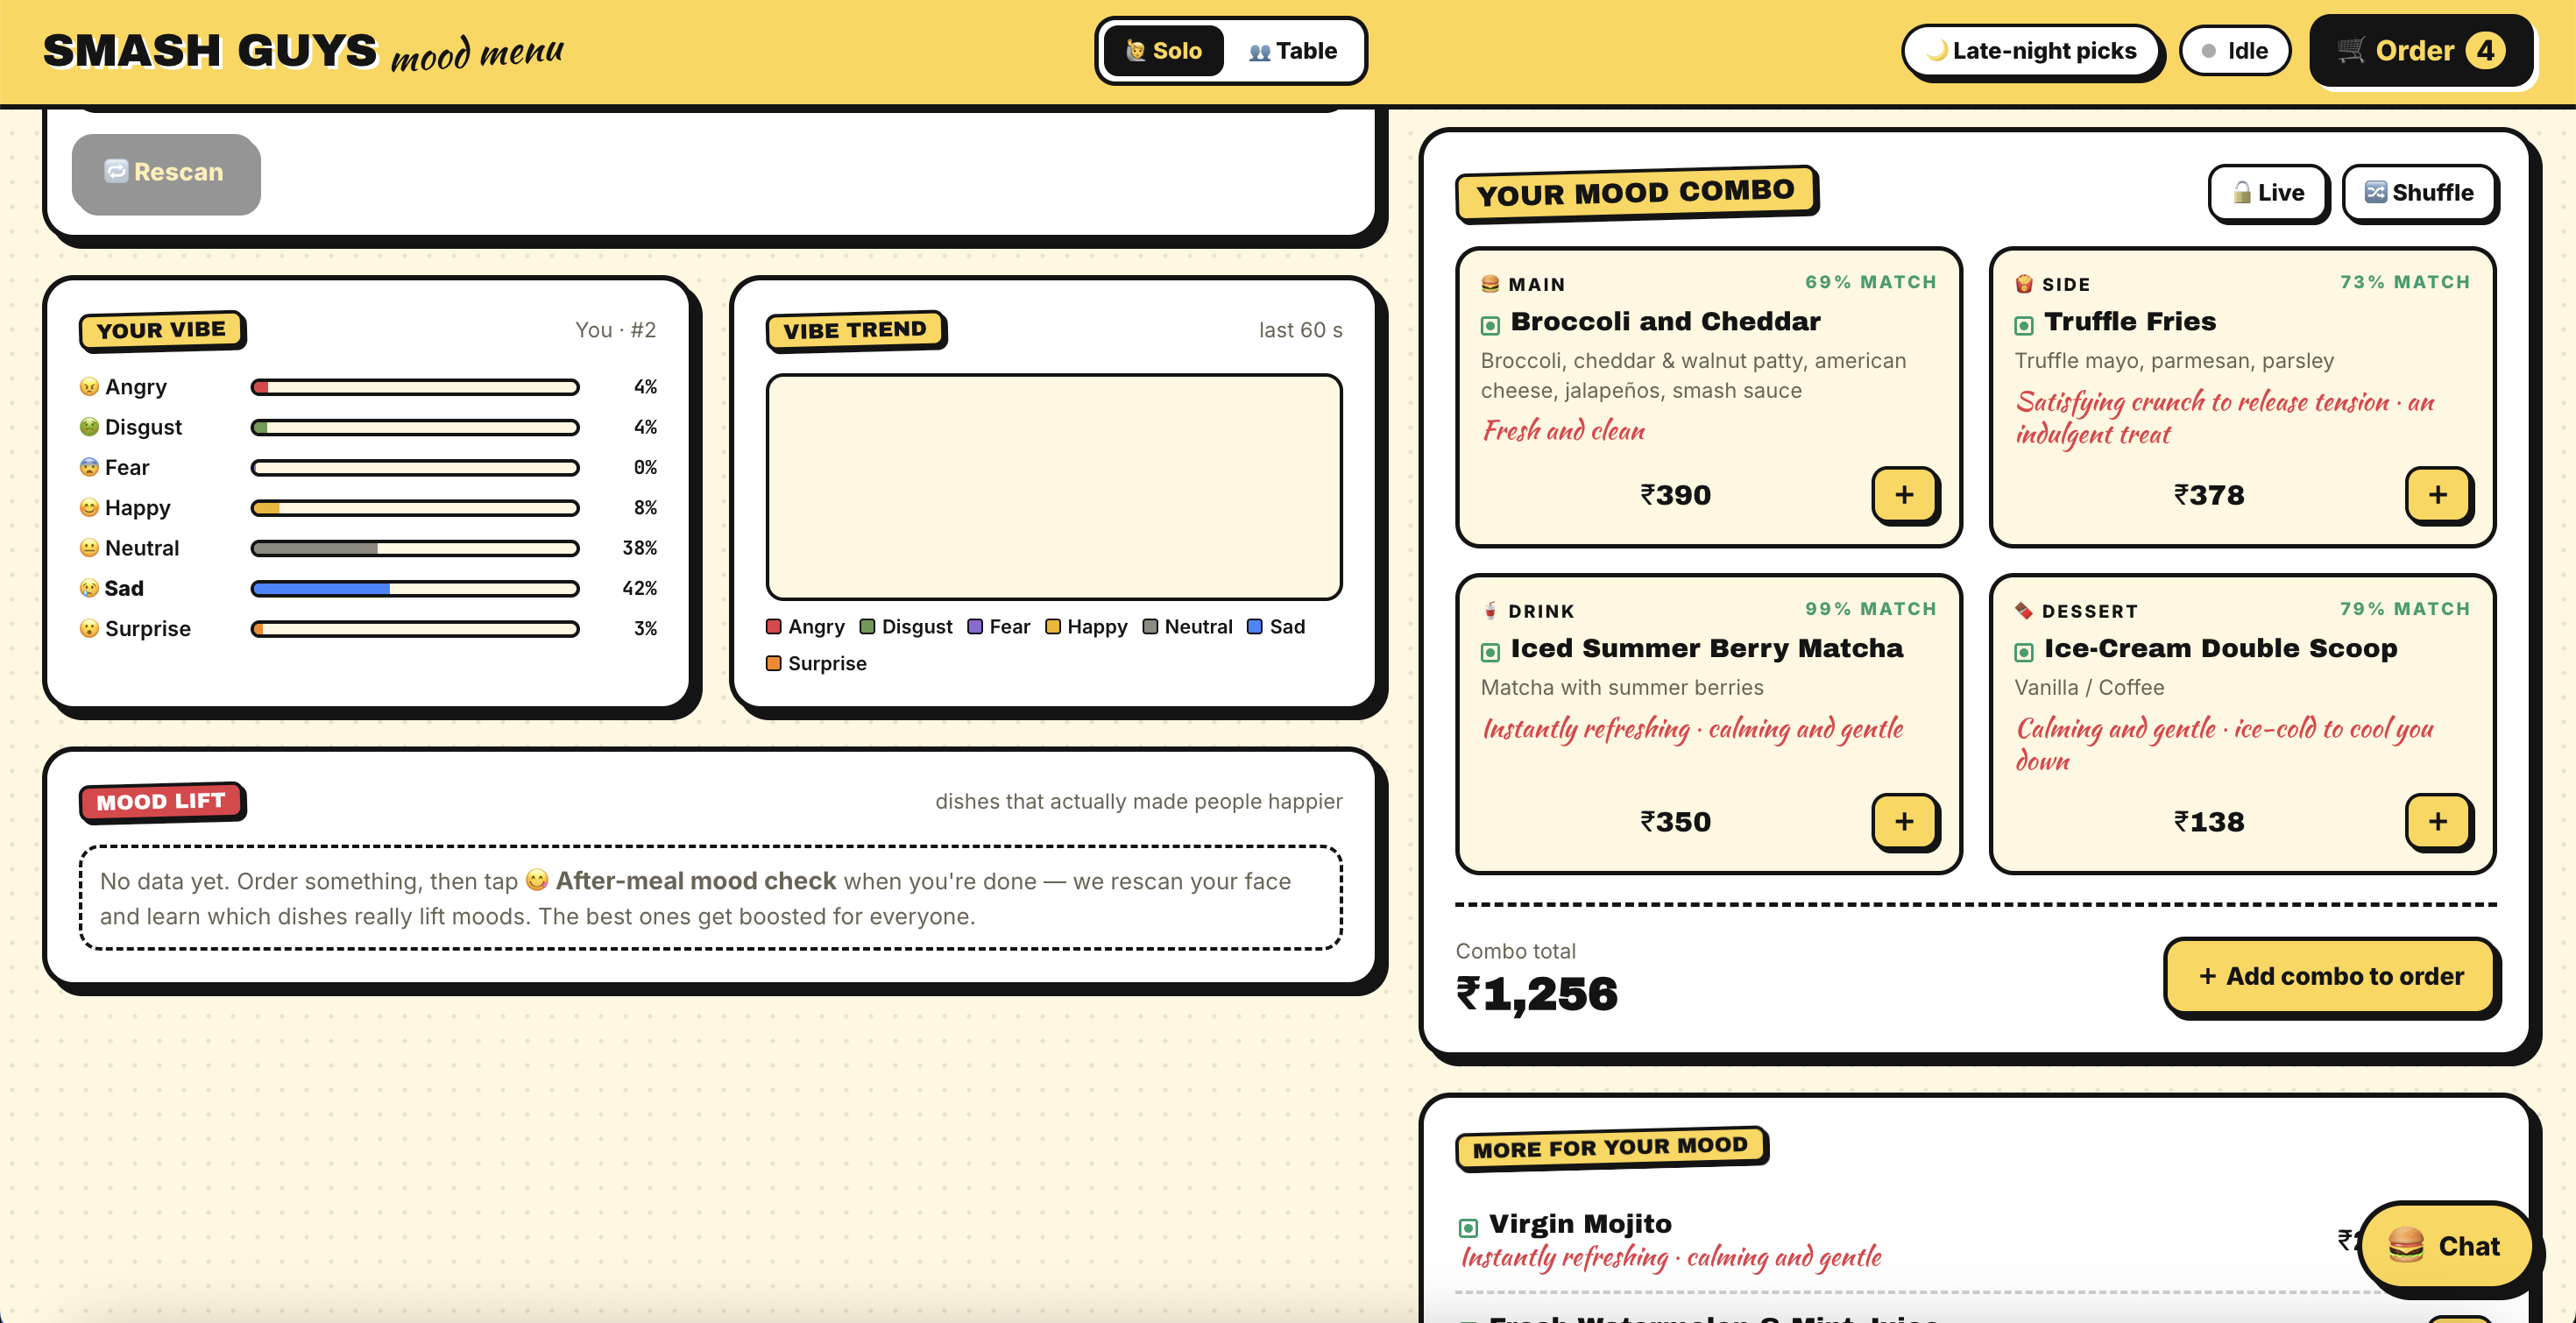 SMASH GUYS mood menu
Solo
Table
Late-night picks
Idle
Order 4
Rescan
YOUR VIBE
You · #2
Angry 4%
Disgust 4%
Fear 0%
Happy 8%
Neutral 38%
Sad 42%
Surprise 3%
VIBE TREND
last 60 s
Angry Disgust Fear Happy Neutral Sad
Surprise
MOOD LIFT
dishes that actually made people happier
No data yet. Order something, then tap After-meal mood check when you're done — we rescan your face
and learn which dishes really lift moods. The best ones get boosted for everyone.
YOUR MOOD COMBO
Live
Shuffle
MAIN 69% MATCH
Broccoli and Cheddar
Broccoli, cheddar & walnut patty, american
cheese, jalapeños, smash sauce
Fresh and clean
₹390 +
SIDE 73% MATCH
Truffle Fries
Truffle mayo, parmesan, parsley
Satisfying crunch to release tension · an
indulgent treat
₹378 +
DRINK 99% MATCH
Iced Summer Berry Matcha
Matcha with summer berries
Instantly refreshing · calming and gentle
₹350 +
DESSERT 79% MATCH
Ice-Cream Double Scoop
Vanilla / Coffee
Calming and gentle · ice-cold to cool you
down
₹138 +
Combo total
₹1,256
+ Add combo to order
MORE FOR YOUR MOOD
Virgin Mojito
Instantly refreshing · calming and gentle
Chat
Fresh Watermelon & Mint Juice